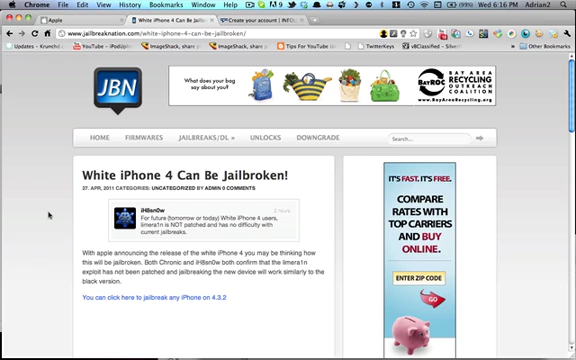 Chrome File Edit View History Bookmarks Window Help
(99%) Wed 6:16 PM Adrian2
Apple
White iPhone 4 Can Be Jailb
Create your account | INFO
www.jailbreaknation.com/white-iphone-4-can-be-jailbroken/
Updates - Krunchd
YouTube - iPodUp
ImageShack, share
ImageShack, share
Tips For YouTube
TwitterKeys
vBClassified -
Other Bookmarks
JBN
What does your bag
say about you?
BayROC
BAY AREA
RECYCLING
OUTREACH
COALITION
www.BayAreaRecycling.org
HOME FIRMWARES JAILBREAKS/DL » UNLOCKS DOWNGRADE
Search...
White iPhone 4 Can Be Jailbroken!
27. APR, 2011 CATEGORIES: UNCATEGORIZED BY ADMIN 0 COMMENTS
iH8sn0w
2 hours
For future (tomorrow or today) White iPhone 4 users,
limera1n is NOT patched and has no difficulty with
current jailbreaks.
With apple announcing the release of the white iPhone 4 you may be thinking how
this will be jailbroken. Both Chronic and iH8sn0w both confirm that the limera1n
exploit has not been patched and jailbreaking the new device will work similarly to the
black version.
You can click here to jailbreak any iPhone on 4.3.2
IT'S FAST. IT'S FREE.
COMPARE
RATES WITH
TOP CARRIERS
AND BUY
ONLINE.
ENTER ZIP CODE
GO